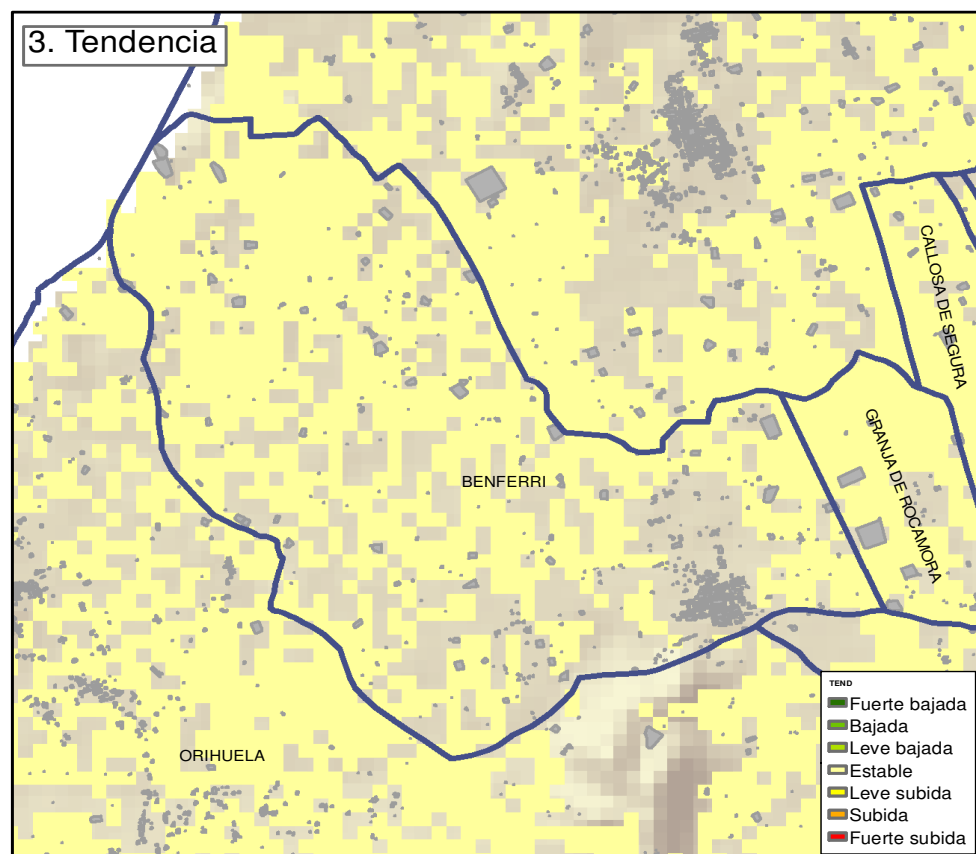 3. Tendencia
CALLOSA DE SEGURA
GRANJA DE ROCAMORA
BENFERRI
ORIHUELA
TEND
Fuerte bajada
Bajada
Leve bajada
Estable
Leve subida
Subida
Fuerte subida